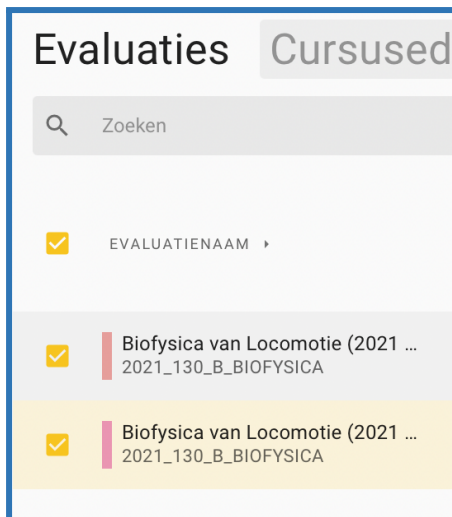 Evaluaties Cursused
Zoeken
EVALUATIENAAM
Biofysica van Locomotie (2021 ...
2021_130_B_BIOFYSICA
Biofysica van Locomotie (2021 ...
2021_130_B_BIOFYSICA